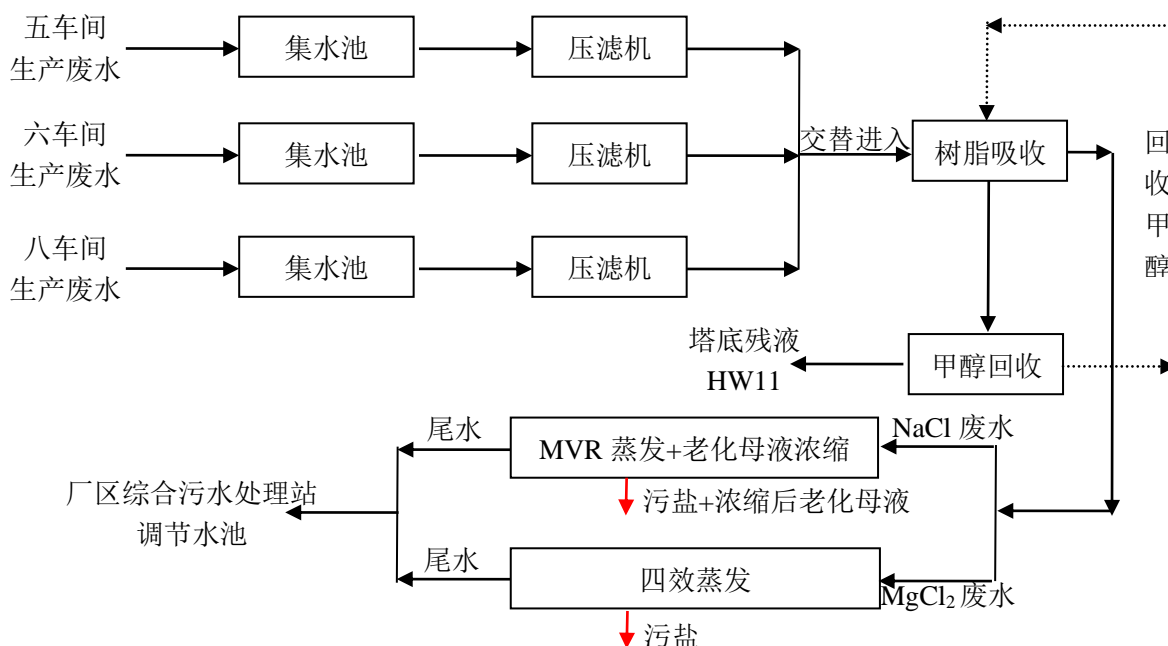 五车间
生产废水
集水池
压滤机
六车间
生产废水
集水池
压滤机
交替进入
树脂吸收
回
收
甲
醇
八车间
生产废水
集水池
压滤机
塔底残液
HW11
甲醇回收
尾水
MVR 蒸发+老化母液浓缩
NaCl 废水
污盐+浓缩后老化母液
厂区综合污水处理站
调节水池
尾水
四效蒸发
MgCl₂ 废水
污盐